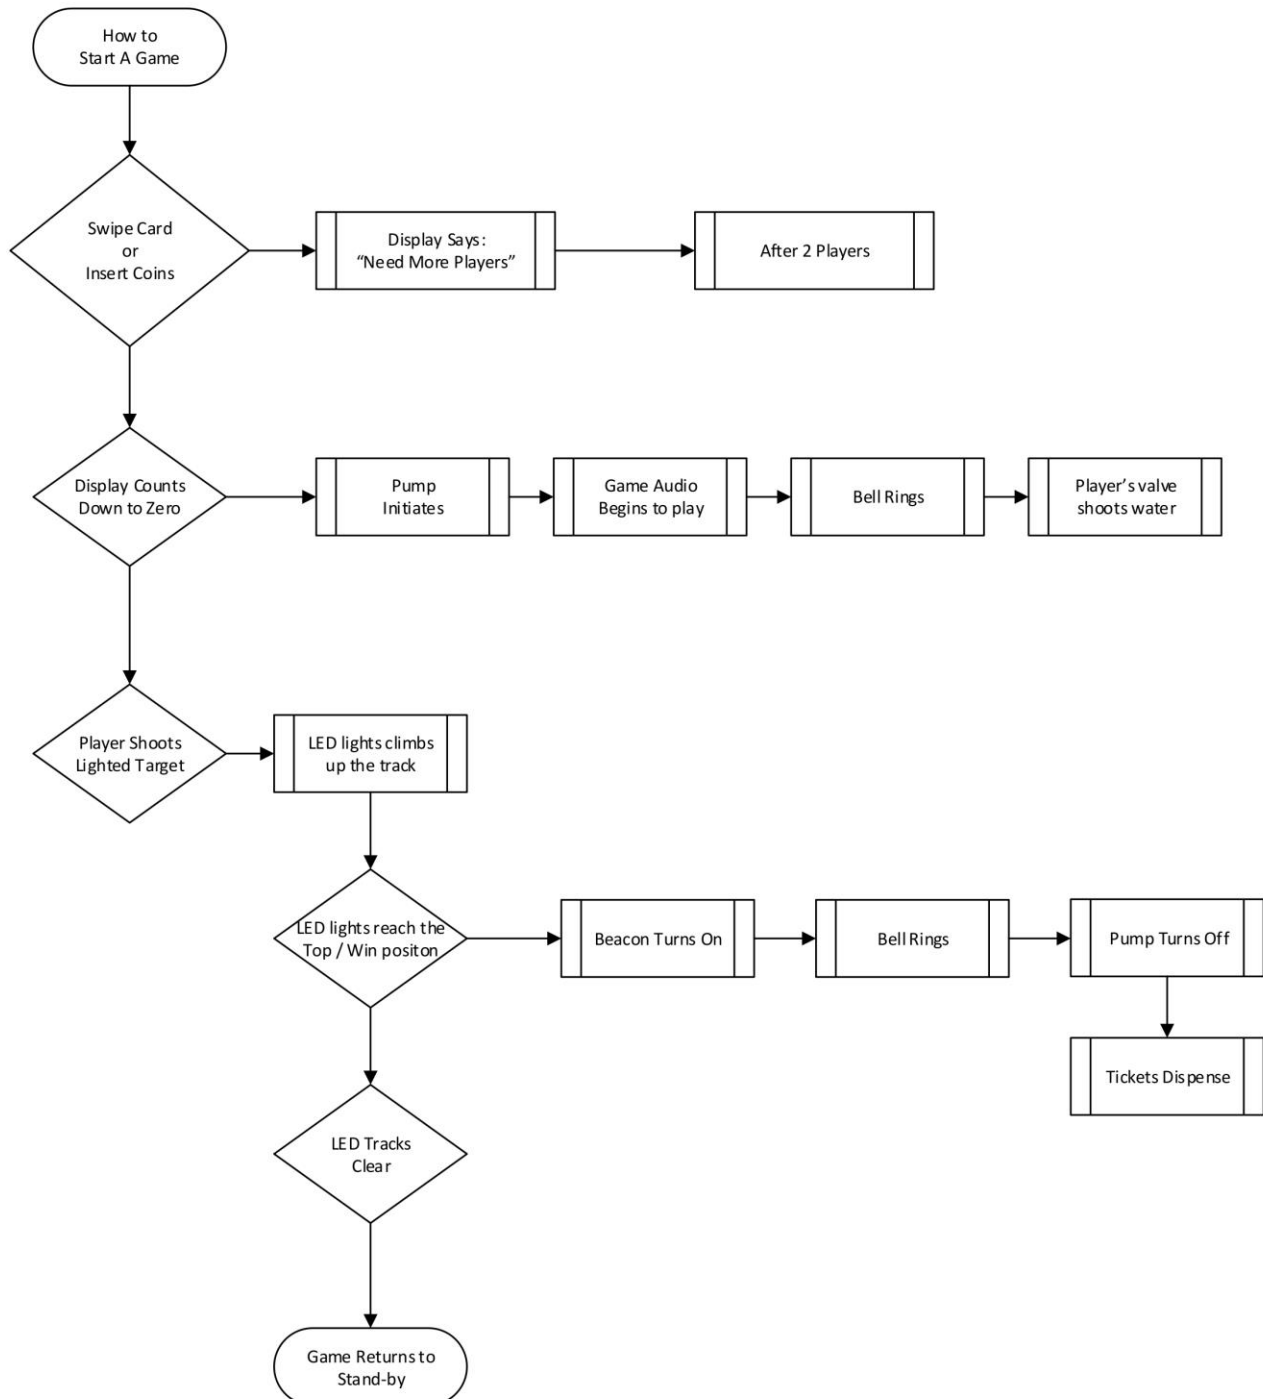 How to
Start A Game
Swipe Card
or
Insert Coins
Display Says:
“Need More Players”
After 2 Players
Display Counts
Down to Zero
Pump
Initiates
Game Audio
Begins to play
Bell Rings
Player’s valve
shoots water
Player Shoots
Lighted Target
LED lights climbs
up the track
LED lights reach the
Top / Win positon
Beacon Turns On
Bell Rings
Pump Turns Off
Tickets Dispense
LED Tracks
Clear
Game Returns to
Stand-by